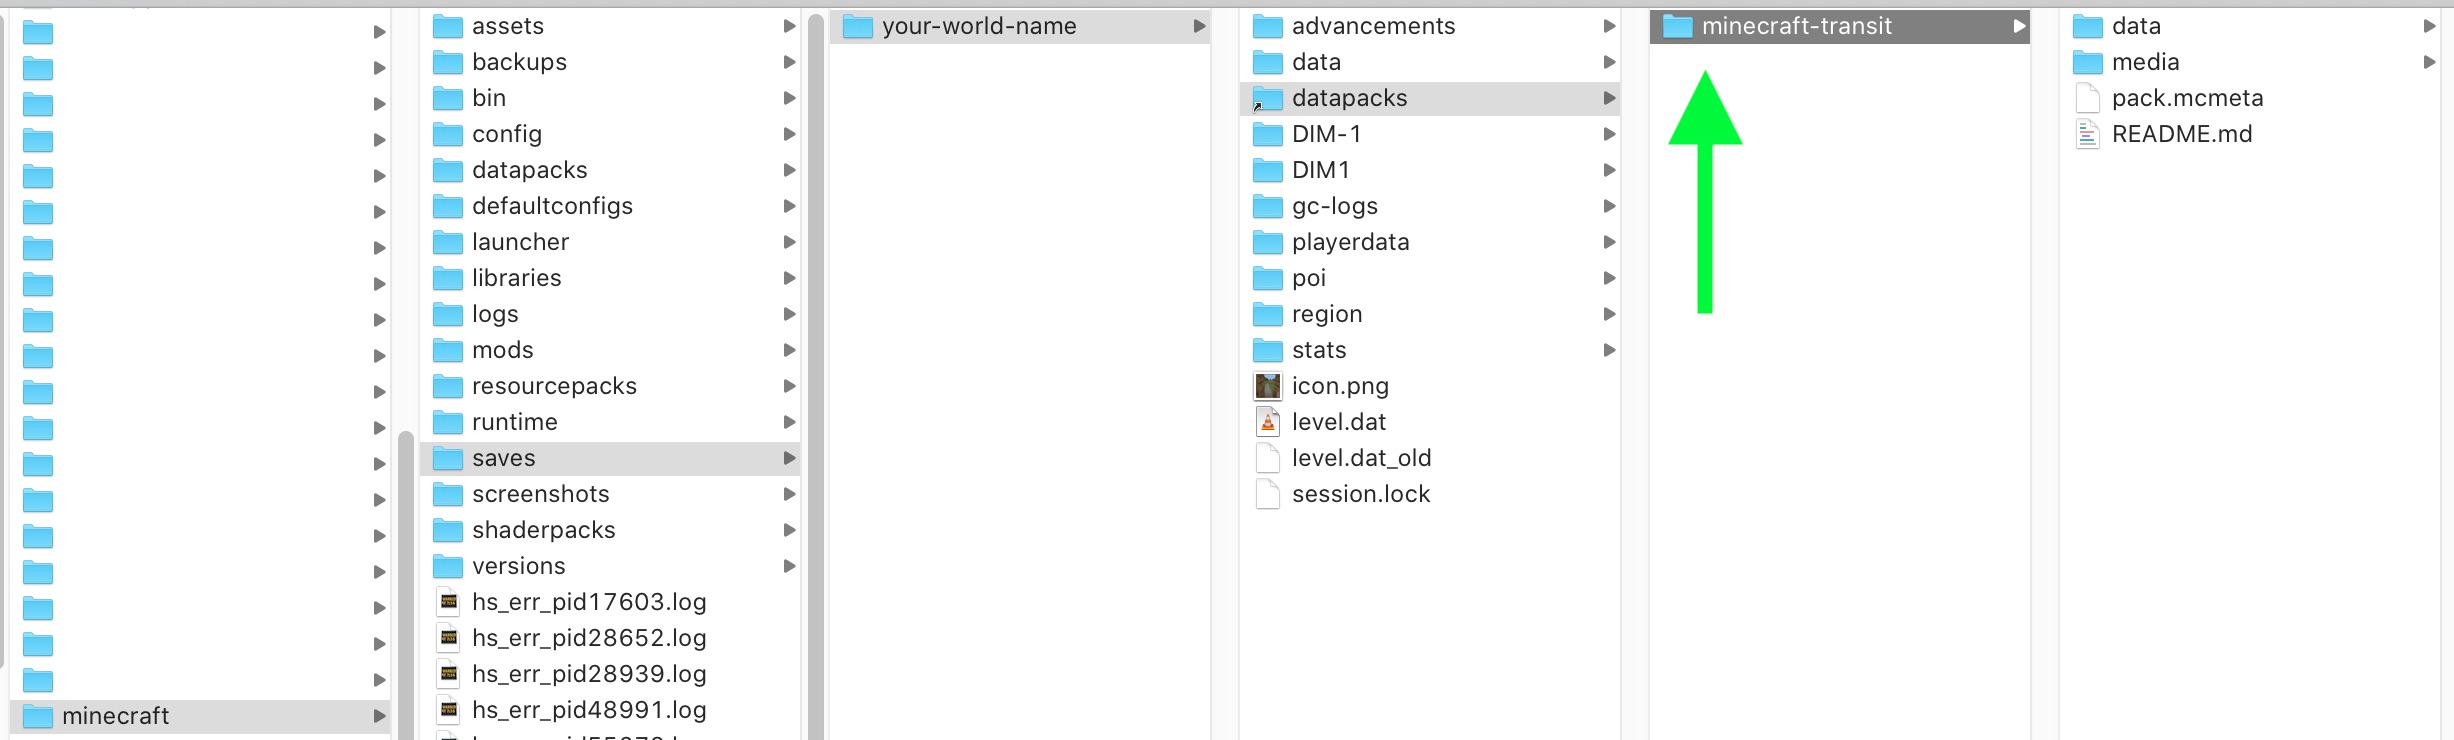 minecraft
assets
backups
bin
config
datapacks
defaultconfigs
launcher
libraries
logs
mods
resourcepacks
runtime
saves
screenshots
shaderpacks
versions
hs_err_pid17603.log
hs_err_pid28652.log
hs_err_pid28939.log
hs_err_pid48991.log
your-world-name
advancements
data
datapacks
DIM-1
DIM1
gc-logs
playerdata
poi
region
stats
icon.png
level.dat
level.dat_old
session.lock
minecraft-transit
data
media
pack.mcmeta
README.md